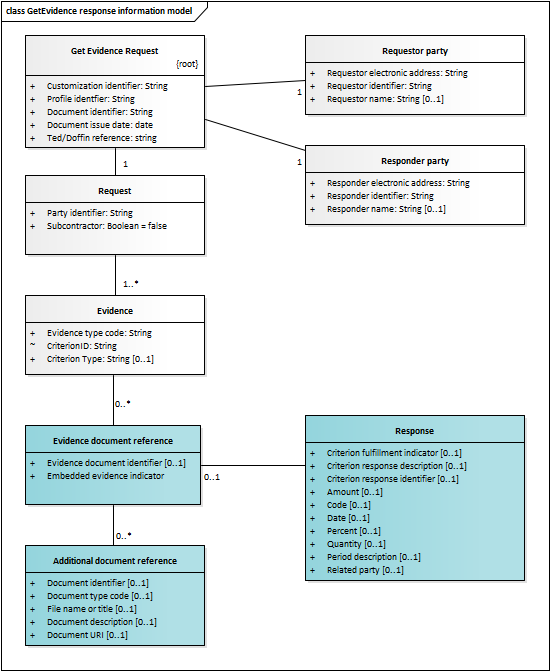 class GetEvidence response information model
Get Evidence Request
{root}
+ Customization identifier: String
+ Profile identfier: String
+ Document identifier: String
+ Document issue date: date
+ Ted/Doffin reference: string
Requestor party
+ Requestor electronic address: String
+ Requestor identifier: String
+ Requestor name: String [0..1]
1
1
Responder party
+ Responder electronic address: String
+ Responder identifier: String
+ Responder name: String [0..1]
1
Request
+ Party identifier: String
+ Subcontractor: Boolean = false
1..*
Evidence
+ Evidence type code: String
~ CriterionID: String
+ Criterion Type: String [0..1]
0..*
Evidence document reference
+ Evidence document identifier [0..1]
+ Embedded evidence indicator
0..1
Response
+ Criterion fulfillment indicator [0..1]
+ Criterion response description [0..1]
+ Criterion response identifier [0..1]
+ Amount [0..1]
+ Code [0..1]
+ Date [0..1]
+ Percent [0..1]
+ Quantity [0..1]
+ Period description [0..1]
+ Related party [0..1]
0..*
Additional document reference
+ Document identifier [0..1]
+ Document type code [0..1]
+ File name or title [0..1]
+ Document description [0..1]
+ Document URI [0..1]